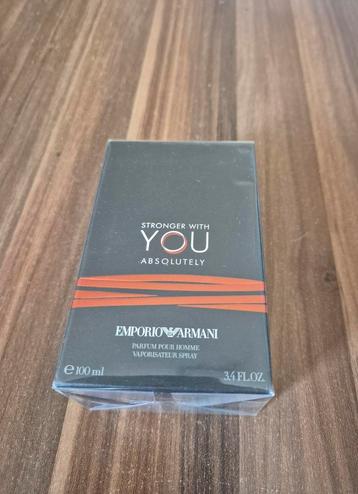 STRONGER WITH
YOU
ABSOLUTELY
EMPORIO ARMANI
PARFUM POUR HOMME
VAPORISATEUR SPRAY
e 100 ml
3.4 FL.OZ.